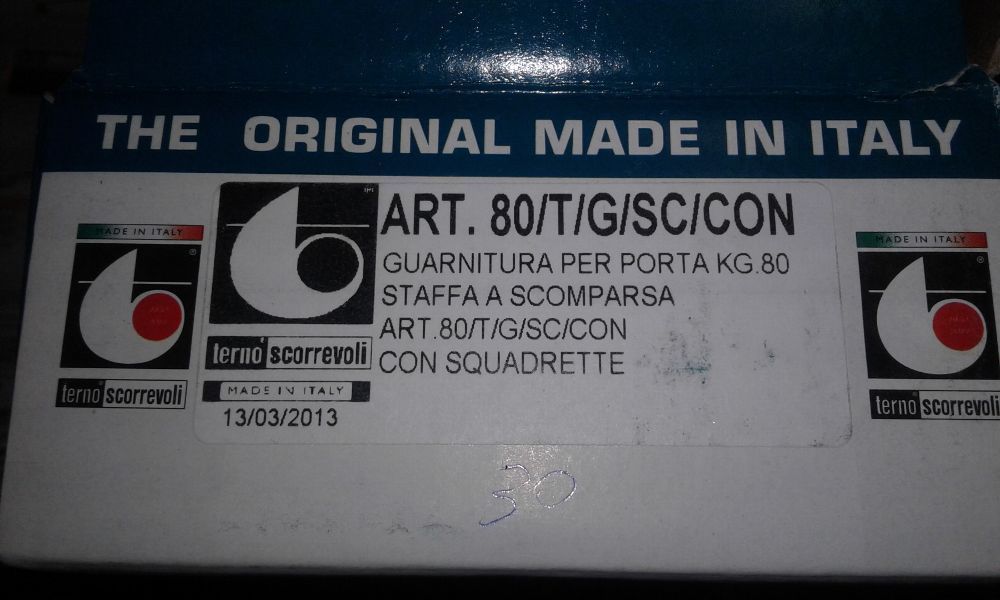 THE ORIGINAL MADE IN ITALY
MADE IN ITALY
terno scorrevoli
ART. 80/T/G/SC/CON
GUARNITURA PER PORTA KG.80
STAFFA A SCOMPARSA
ART.80/T/G/SC/CON
CON SQUADRETTE
terno scorrevoli
MADE IN ITALY
13/03/2013
MADE IN ITALY
terno scorrevoli
30